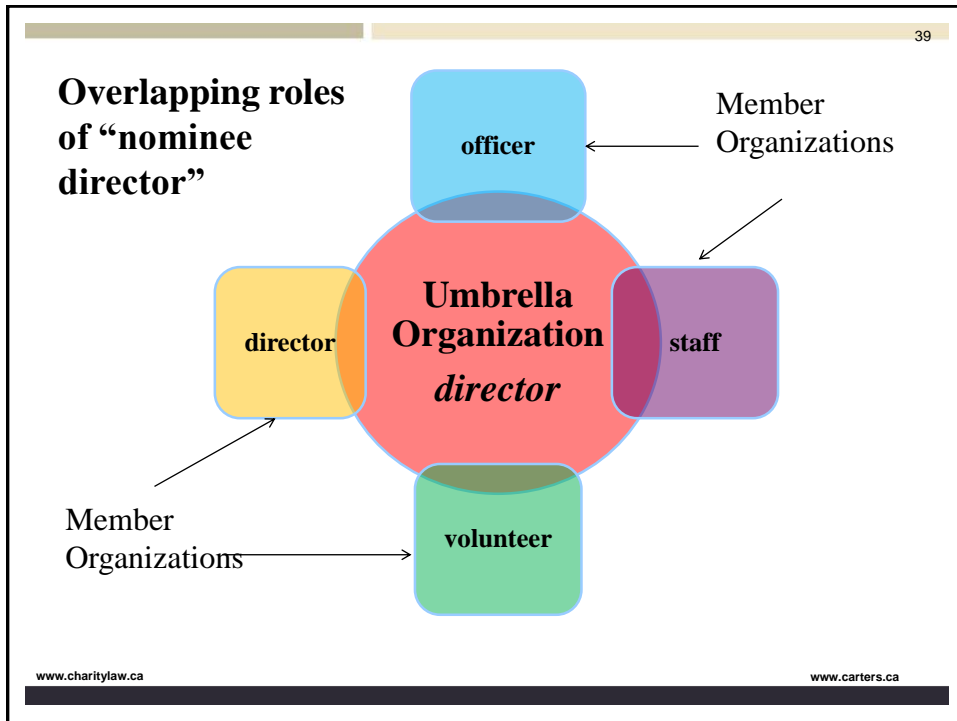 39
Overlapping roles
of “nominee
director”
officer
Member
Organizations
Umbrella
Organization
director
director
staff
Member
Organizations
volunteer
www.charitylaw.ca
www.carters.ca